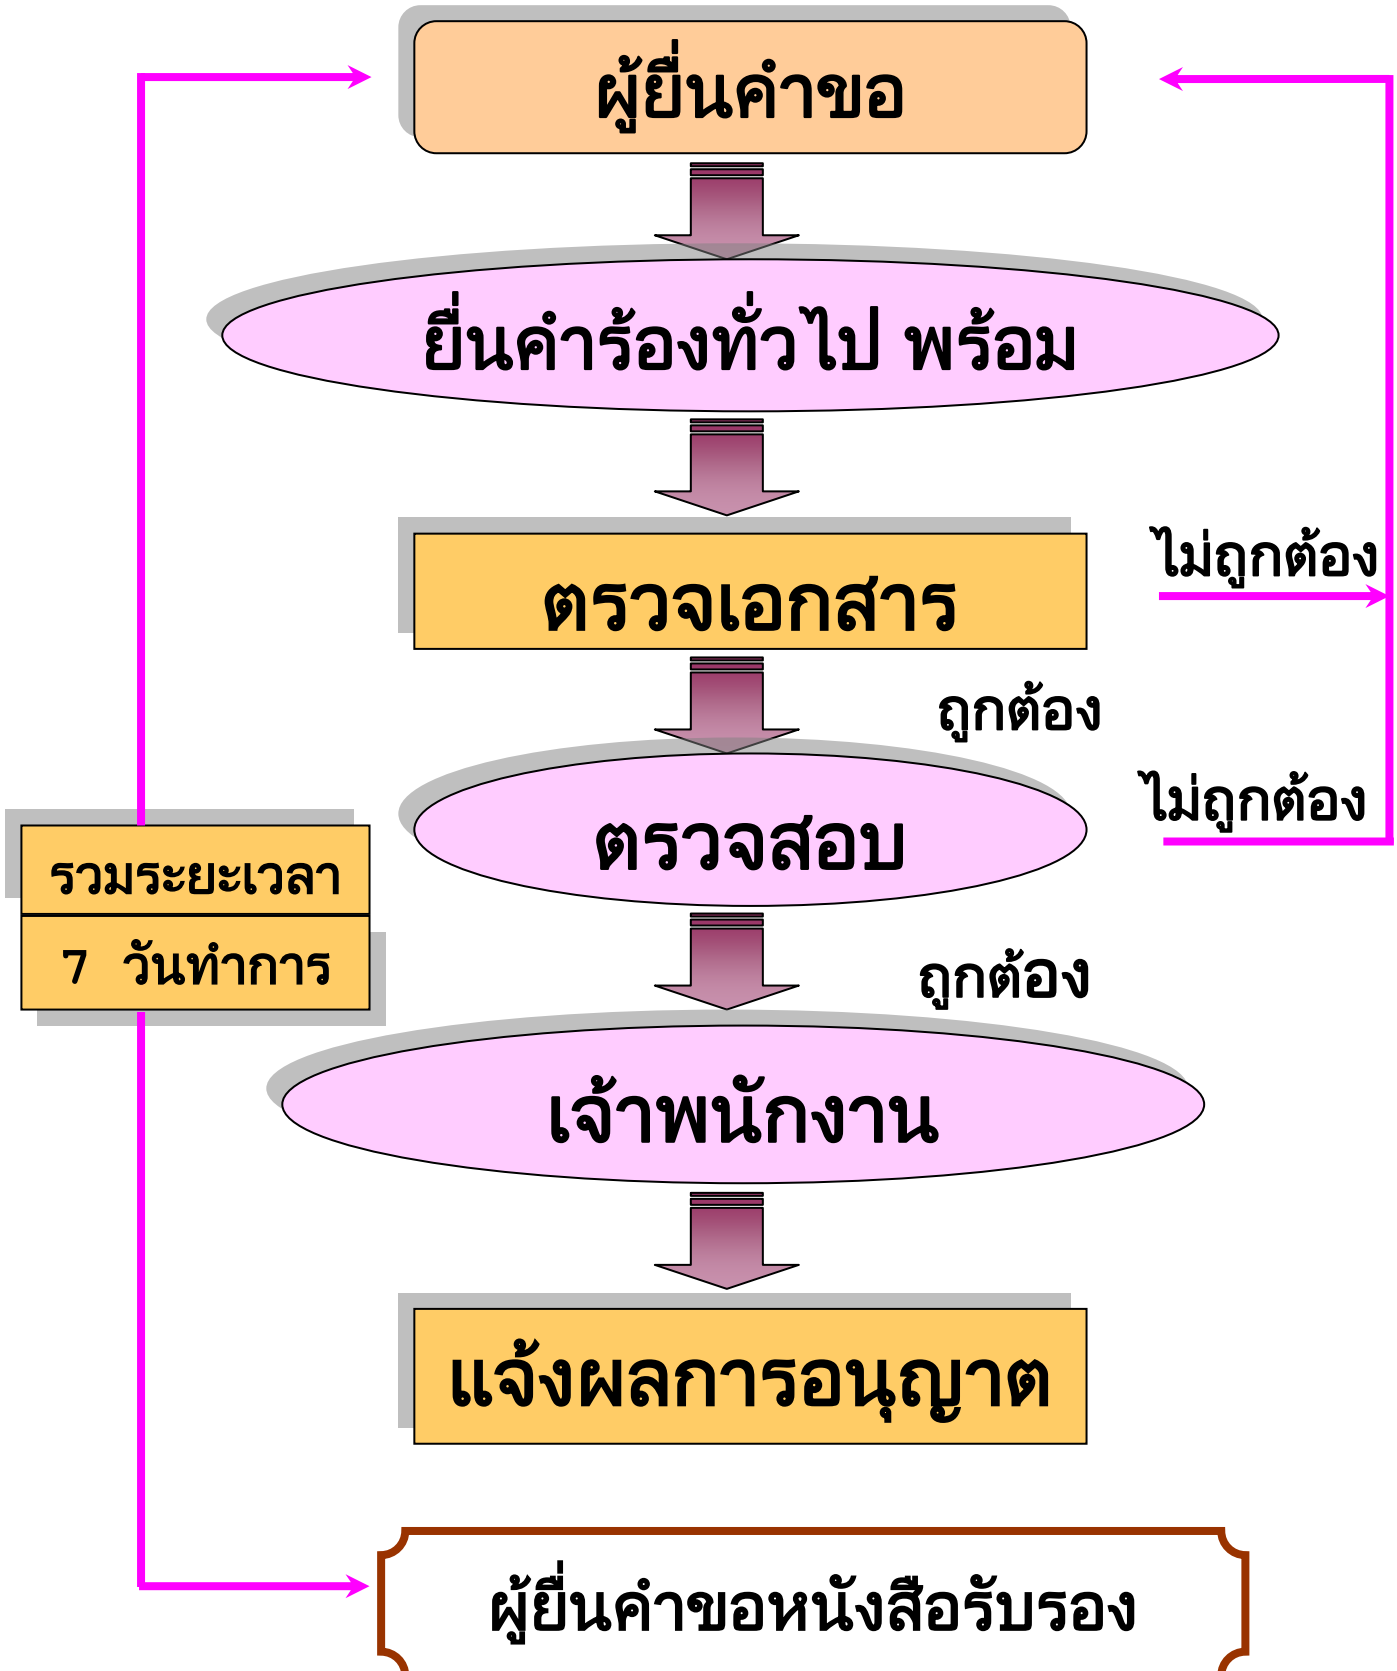 ผู้ยื่นคำขอ
ยื่นคำร้องทั่วไป พร้อม
ตรวจเอกสาร
ไม่ถูกต้อง
ถูกต้อง
ตรวจสอบ
ไม่ถูกต้อง
รวมระยะเวลา
7 วันทำการ
ถูกต้อง
เจ้าพนักงาน
แจ้งผลการอนุญาต
ผู้ยื่นคำขอหนังสือรับรอง